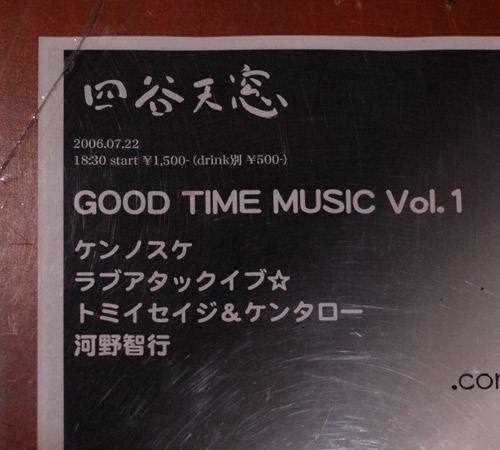 四谷天窓
2006.07.22
18:30 start ¥1,500- (drink別 ¥500-)
GOOD TIME MUSIC Vol.1
ケンノスケ
ラブアタックイブ☆
トミイセイジ＆ケンタロー
河野智行
.com